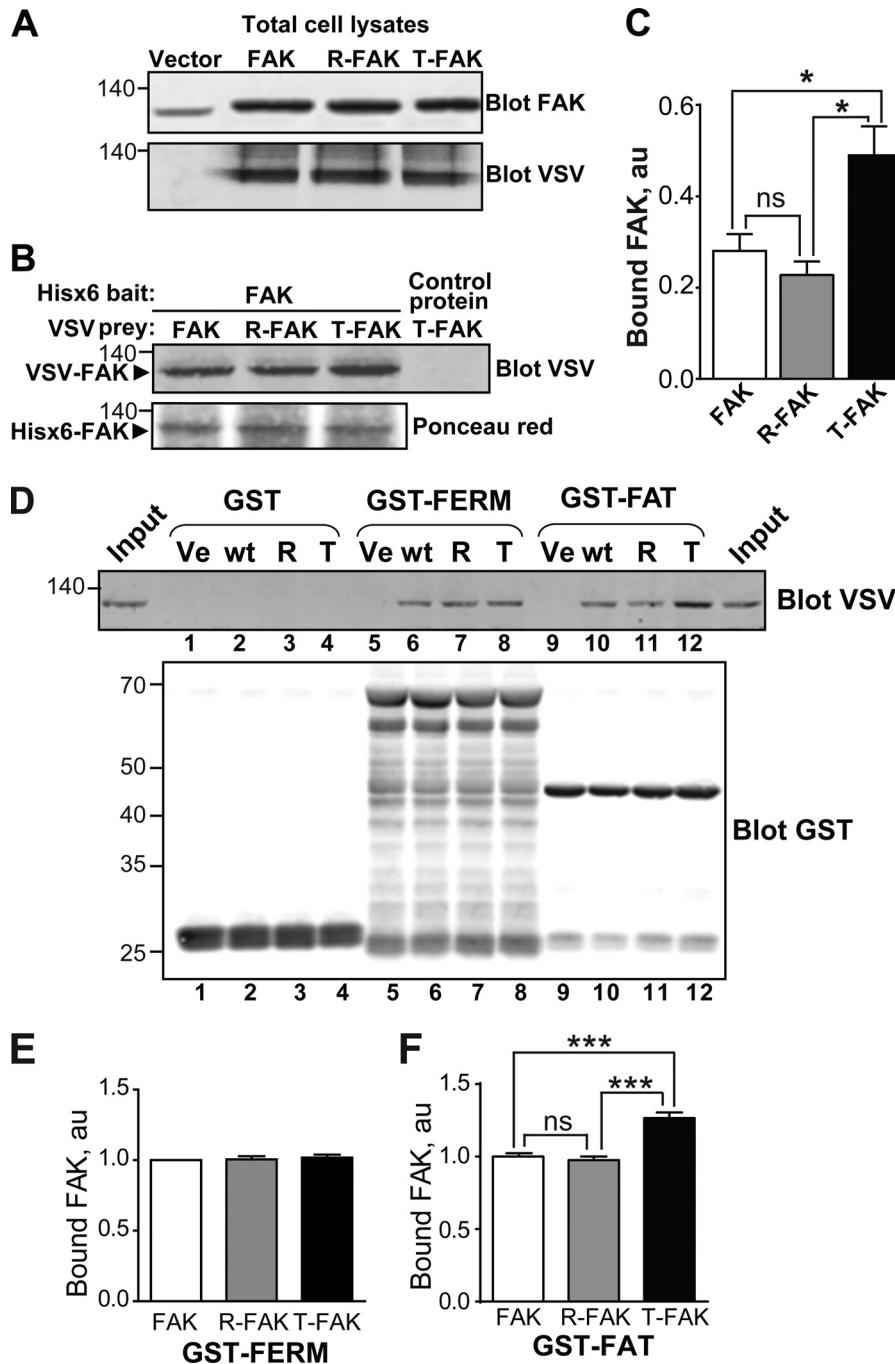 A
Total cell lysates
Vector FAK R-FAK T-FAK
140
Blot FAK
140
Blot VSV
B
Hisx6 bait: FAK Control protein
VSV prey: FAK R-FAK T-FAK T-FAK
140
VSV-FAK Blot VSV
140
Hisx6-FAK Ponceau red
C
Bound FAK, au
0.6
0.4
0.2
0.0
*
*
ns
FAK R-FAK T-FAK
D
Input GST GST-FERM GST-FAT Input
Ve wt R T Ve wt R T Ve wt R T
140
Blot VSV
1 2 3 4 5 6 7 8 9 10 11 12
70
50
40
35
25
Blot GST
1 2 3 4 5 6 7 8 9 10 11 12
E
Bound FAK, au
1.5
1.0
0.5
0.0
FAK R-FAK T-FAK
GST-FERM
F
Bound FAK, au
1.5
1.0
0.5
0.0
***
***
ns
FAK R-FAK T-FAK
GST-FAT